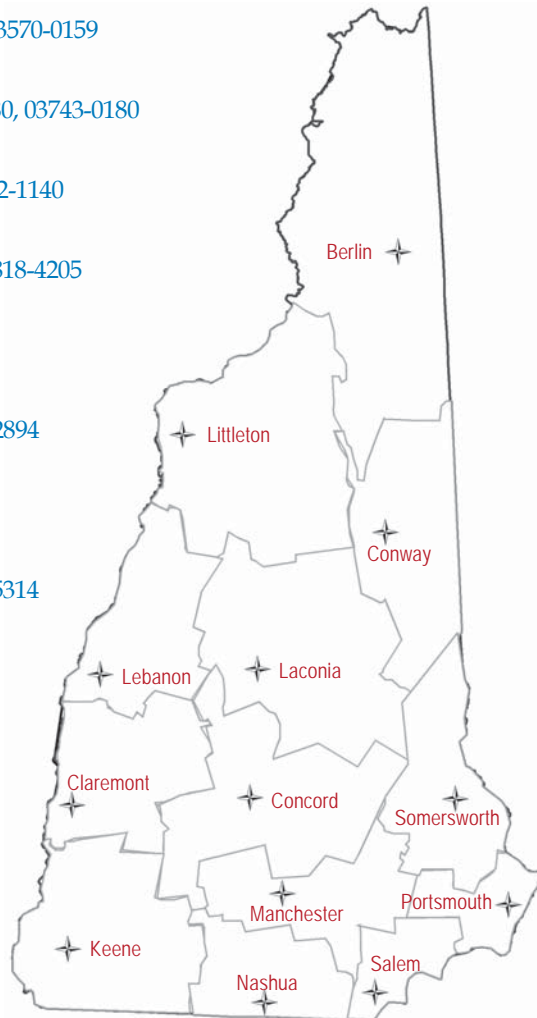 3570-0159
0, 03743-0180
2-1140
318-4205
2894
5314
Berlin
Littleton
Conway
Lebanon
Laconia
Claremont
Concord
Somersworth
Portsmouth
Manchester
Keene
Salem
Nashua